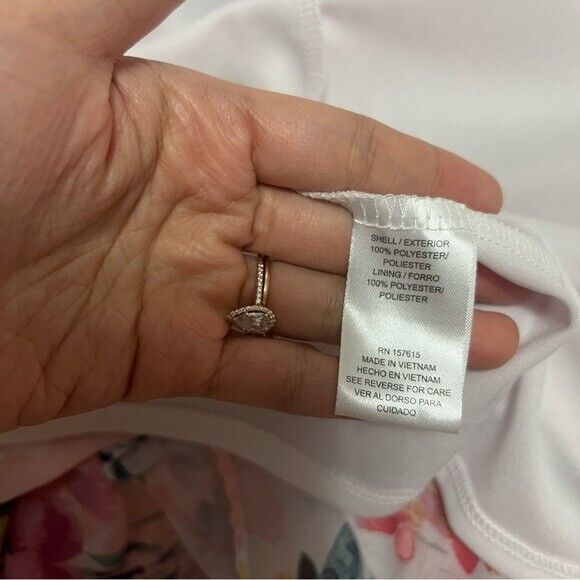 SHELL / EXTERIOR
100% POLYESTER/
POLIESTER
LINING / FORRO
100% POLYESTER/
POLIESTER
RN 157615
MADE IN VIETNAM
HECHO EN VIETNAM
SEE REVERSE FOR CARE
VER AL DORSO PARA
CUIDADO